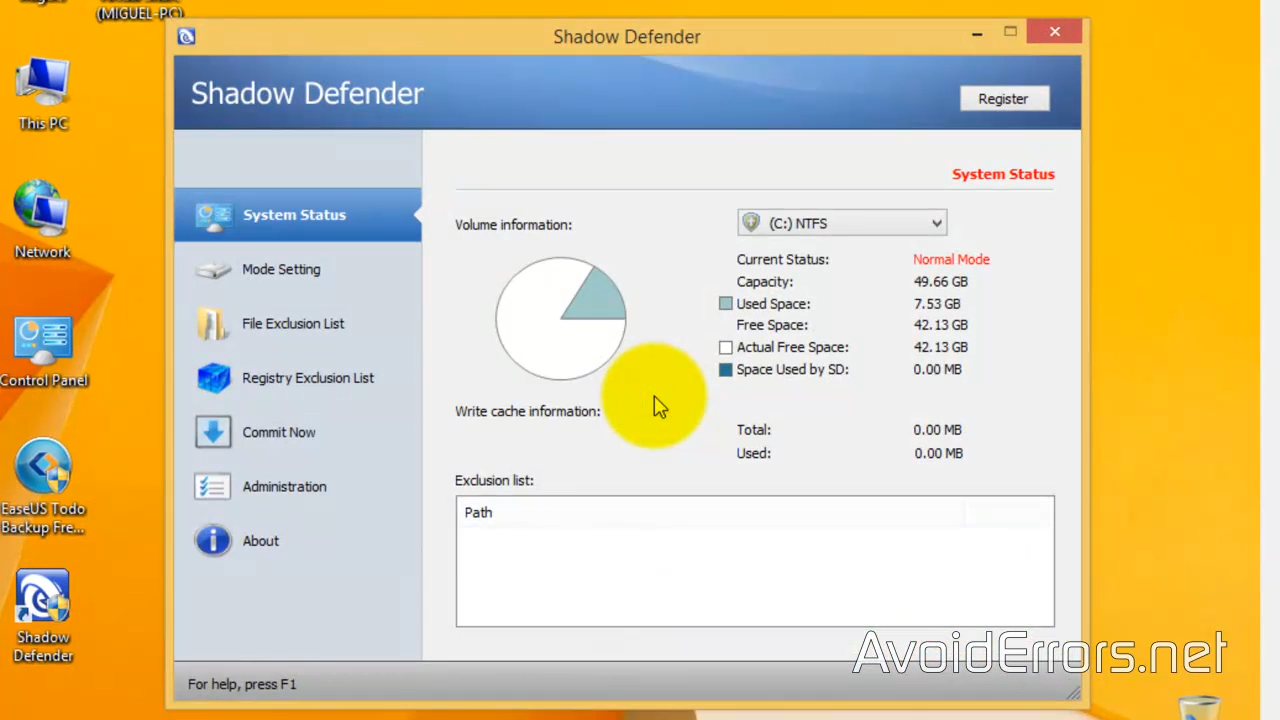 (MIGUEL-PC)
This PC
Network
Control Panel
EaseUS Todo
Backup Fre...
Shadow
Defender
Shadow Defender
Shadow Defender
Register
System Status
Mode Setting
File Exclusion List
Registry Exclusion List
Commit Now
Administration
About
System Status
Volume information:
(C:) NTFS
Current Status: Normal Mode
Capacity: 49.66 GB
Used Space: 7.53 GB
Free Space: 42.13 GB
Actual Free Space: 42.13 GB
Space Used by SD: 0.00 MB
Write cache information:
Total: 0.00 MB
Used: 0.00 MB
Exclusion list:
Path
For help, press F1
AvoidErrors.net